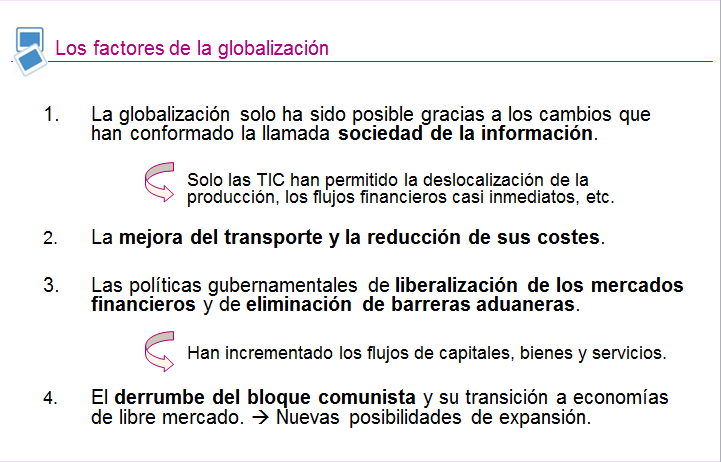 Los factores de la globalización
1. La globalización solo ha sido posible gracias a los cambios que
han conformado la llamada sociedad de la información.
Solo las TIC han permitido la deslocalización de la
producción, los flujos financieros casi inmediatos, etc.
2. La mejora del transporte y la reducción de sus costes.
3. Las políticas gubernamentales de liberalización de los mercados
financieros y de eliminación de barreras aduaneras.
Han incrementado los flujos de capitales, bienes y servicios.
4. El derrumbe del bloque comunista y su transición a economías
de libre mercado. → Nuevas posibilidades de expansión.